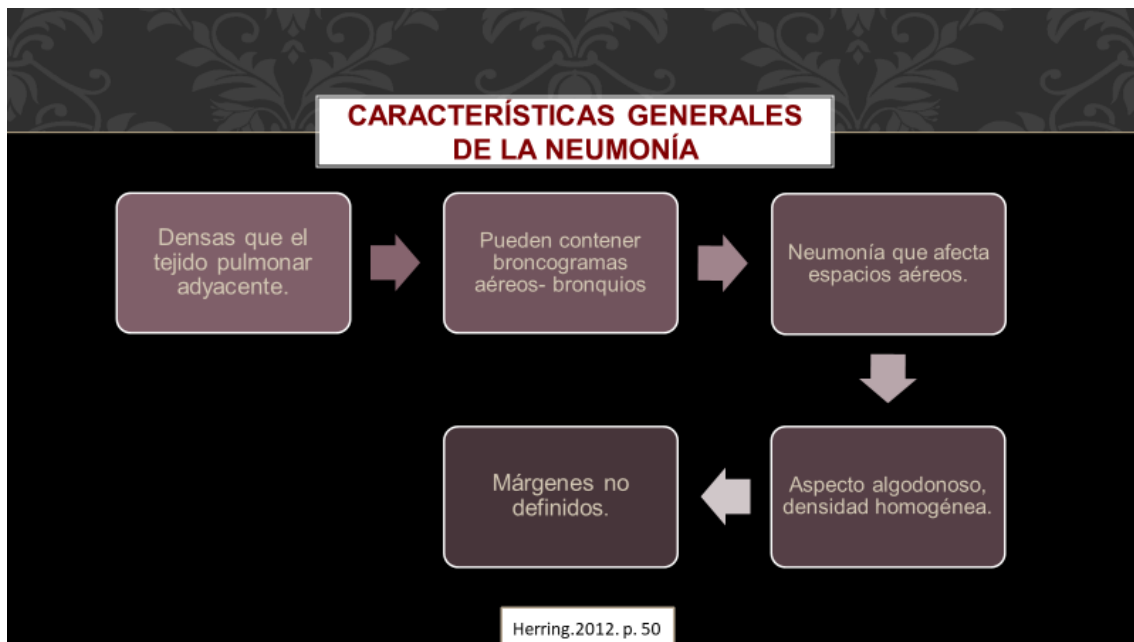 CARACTERÍSTICAS GENERALES
DE LA NEUMONÍA
Densas que el
tejido pulmonar
adyacente.
Pueden contener
broncogramas
aéreos- bronquios
Neumonía que afecta
espacios aéreos.
Aspecto algodonoso,
densidad homogénea.
Márgenes no
definidos.
Herring.2012. p. 50